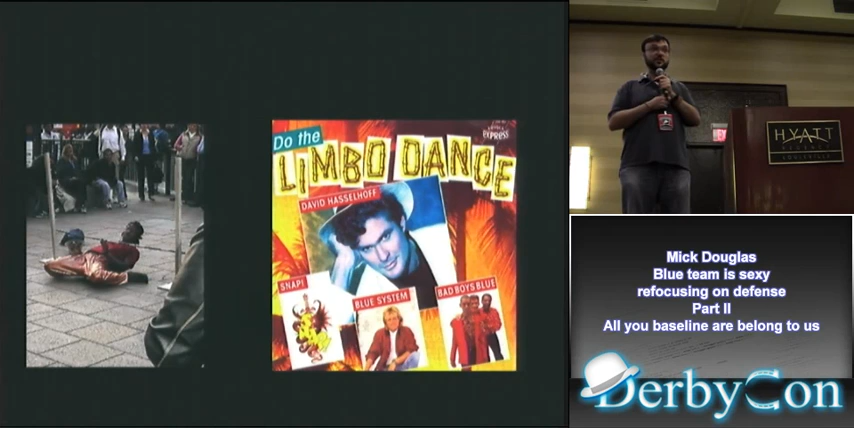 Do the
LIMBO DANCE
EXPRESS
DAVID HASSELHOFF
SNAP!
BLUE SYSTEM
BAD BOYS BLUE
HYATT
Mick Douglas
Blue team is sexy
refocusing on defense
Part II
All you baseline are belong to us
DerbyCon